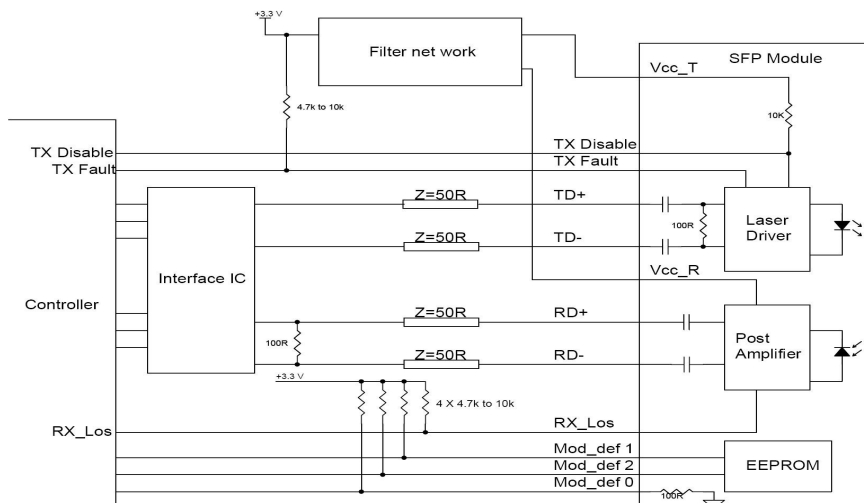 +3.3 V
Filter net work
SFP Module
Vcc_T
4.7k to 10k
10K
TX Disable
TX Disable
TX Fault
TX Fault
Z=50R
TD+
Laser Driver
100R
Z=50R
TD-
Interface IC
Vcc_R
Controller
Z=50R
RD+
Post Amplifier
100R
Z=50R
RD-
+3.3 V
4 X 4.7k to 10k
RX_Los
RX_Los
Mod_def 1
Mod_def 2
EEPROM
Mod_def 0
100R